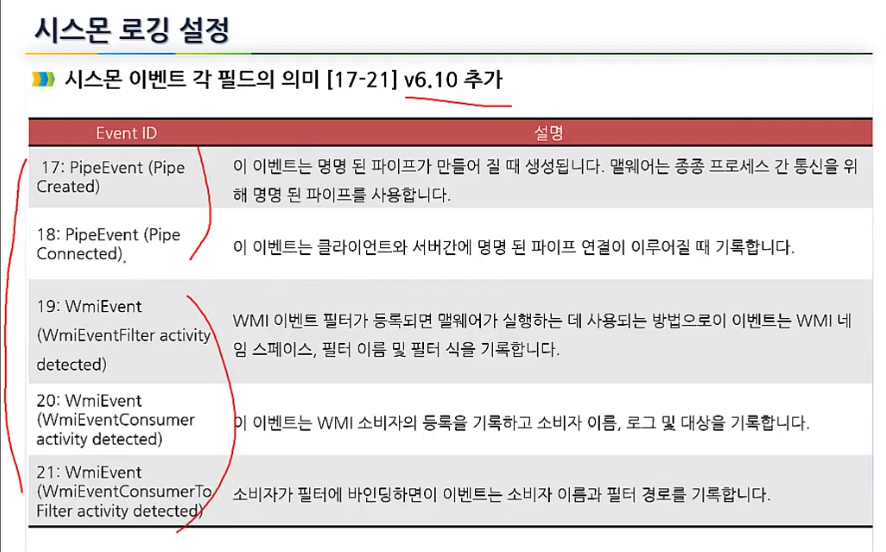 시스몬 로깅 설정
시스몬 이벤트 각 필드의 의미 [17-21] v6.10 추가
Event ID
설명
17: PipeEvent (Pipe
Created)
이 이벤트는 명명 된 파이프가 만들어 질 때 생성됩니다. 맬웨어는 종종 프로세스 간 통신을 위
해 명명 된 파이프를 사용합니다.
18: PipeEvent (Pipe
Connected)
이 이벤트는 클라이언트와 서버간에 명명 된 파이프 연결이 이루어질 때 기록합니다.
19: WmiEvent
(WmiEventFilter activity
detected)
WMI 이벤트 필터가 등록되면 맬웨어가 실행하는 데 사용되는 방법으로이 이벤트는 WMI 네
임 스페이스, 필터 이름 및 필터 식을 기록합니다.
20: WmiEvent
(WmiEventConsumer
activity detected)
이 이벤트는 WMI 소비자의 등록을 기록하고 소비자 이름, 로그 및 대상을 기록합니다.
21: WmiEvent
(WmiEventConsumerTo
Filter activity detected)
소비자가 필터에 바인딩하면이 이벤트는 소비자 이름과 필터 경로를 기록합니다.